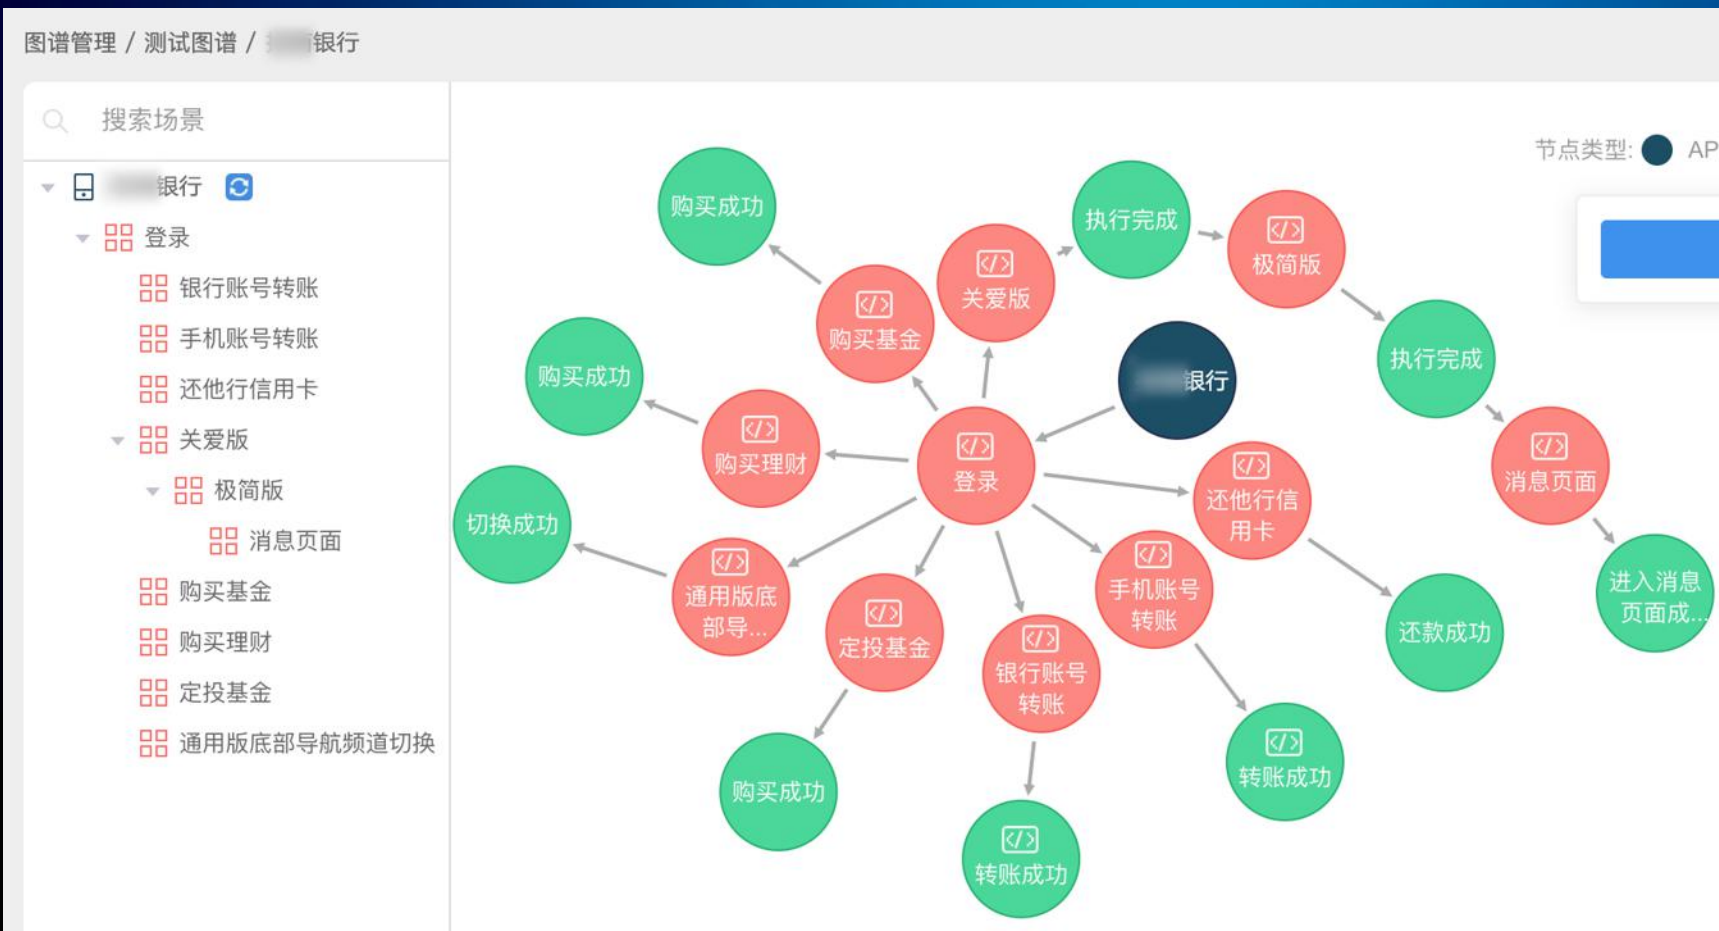 图谱管理 / 测试图谱 / 银行
搜索场景
节点类型: AP
银行
登录
银行账号转账
手机账号转账
还他行信用卡
关爱版
极简版
消息页面
购买基金
购买理财
定投基金
通用版底部导航频道切换
购买成功
执行完成
</>
极简版
</>
关爱版
</>
购买基金
执行完成
购买成功
银行
</>
购买理财
</>
登录
</>
还他行信
用卡
</>
消息页面
切换成功
</>
通用版底
部导...
</>
手机账号
转账
</>
定投基金
</>
银行账号
转账
还款成功
进入消息
页面成...
</>
转账成功
购买成功
</>
转账成功